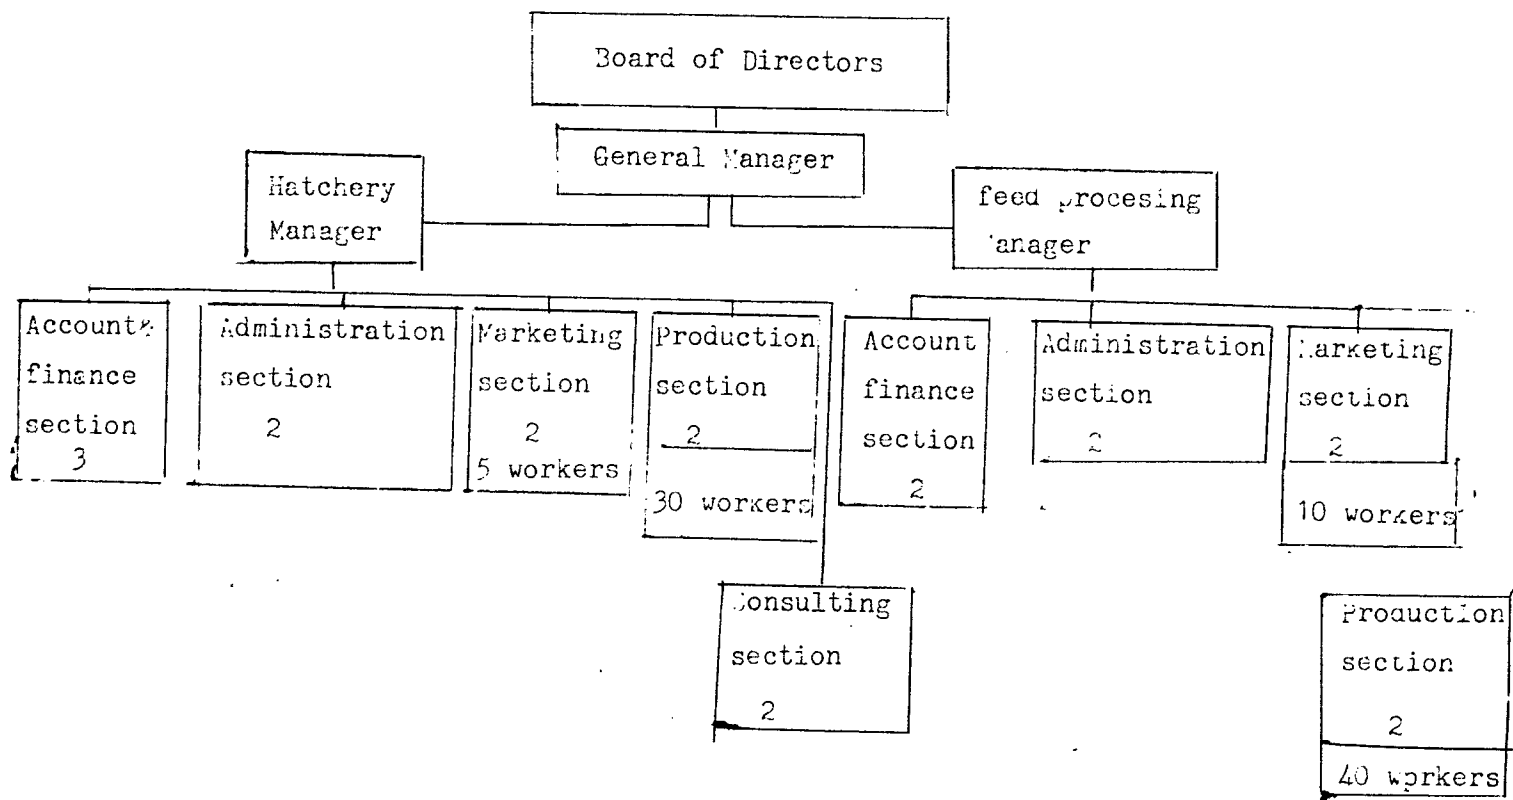 Board of Directors
General Manager
Hatchery
Manager
feed procesing
anager
Account
finance
section
3
Administration
section
2
Marketing
section
2
5 workers
Production
section
2
30 workers
Account
finance
section
2
Administration
section
2
Marketing
section
2
10 workers
Consulting
section
2
Production
section
2
40 workers